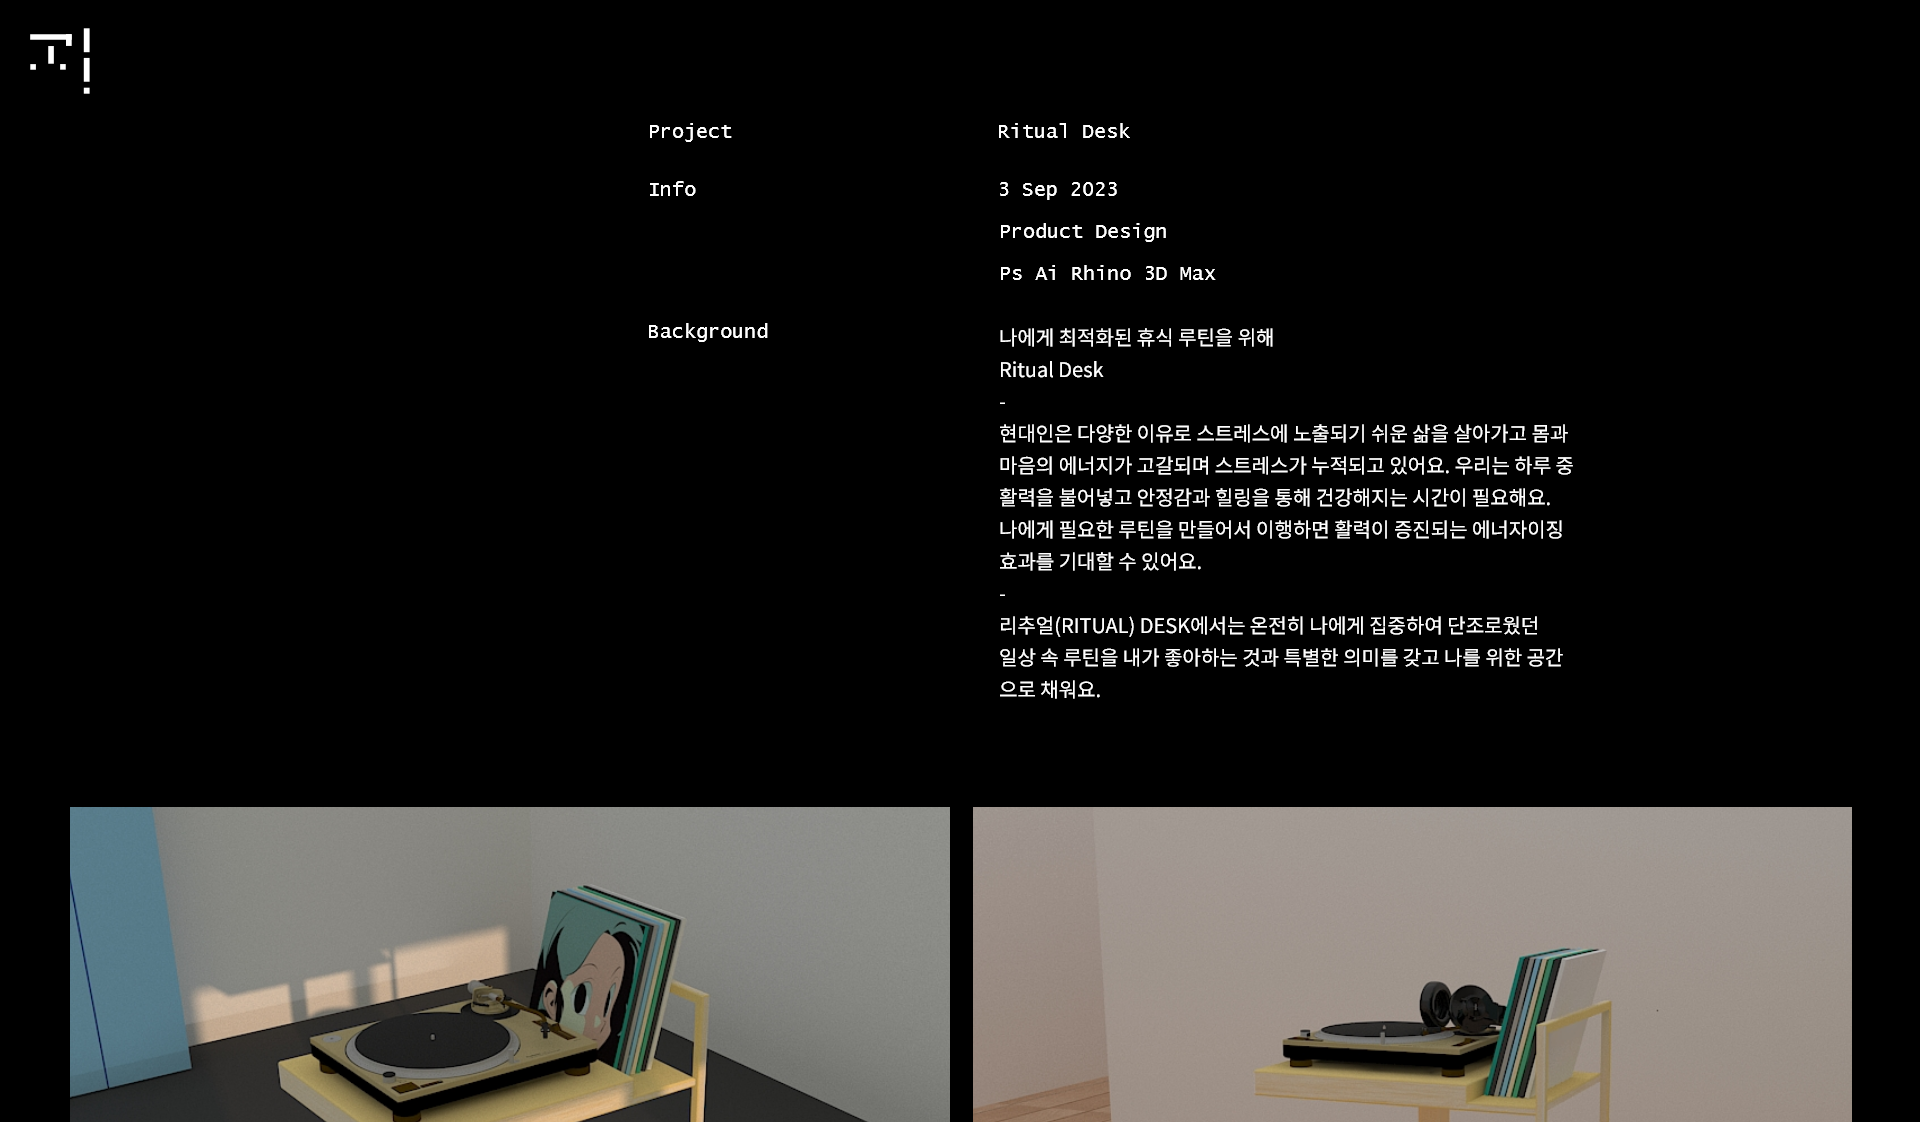 Project
Ritual Desk
Info
3 Sep 2023
Product Design
Ps Ai Rhino 3D Max
Background
나에게 최적화된 휴식 루틴을 위해
Ritual Desk
-
현대인은 다양한 이유로 스트레스에 노출되기 쉬운 삶을 살아가고 몸과
마음의 에너지가 고갈되며 스트레스가 누적되고 있어요. 우리는 하루 중
활력을 불어넣고 안정감과 힐링을 통해 건강해지는 시간이 필요해요.
나에게 필요한 루틴을 만들어서 이행하면 활력이 증진되는 에너자이징
효과를 기대할 수 있어요.
-
리추얼(RITUAL) DESK에서는 온전히 나에게 집중하여 단조로웠던
일상 속 루틴을 내가 좋아하는 것과 특별한 의미를 갖고 나를 위한 공간
으로 채워요.